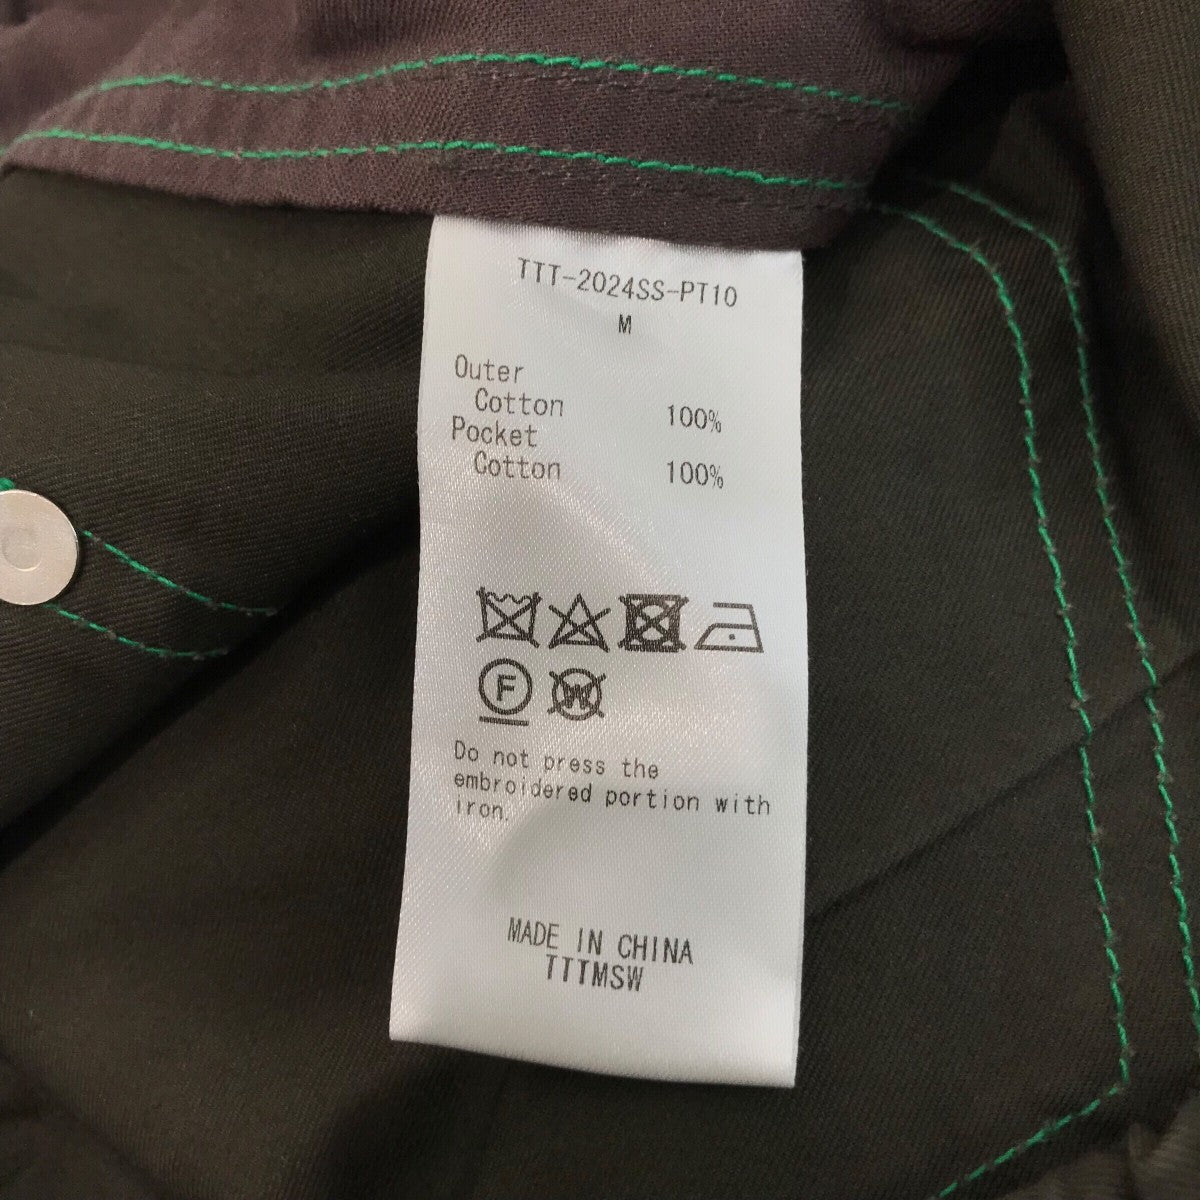 TTT-2024SS-PT10
M
Outer
Cotton 100%
Pocket
Cotton 100%
F
W
Do not press the
embroidered portion with
iron.
MADE IN CHINA
TTTMSW